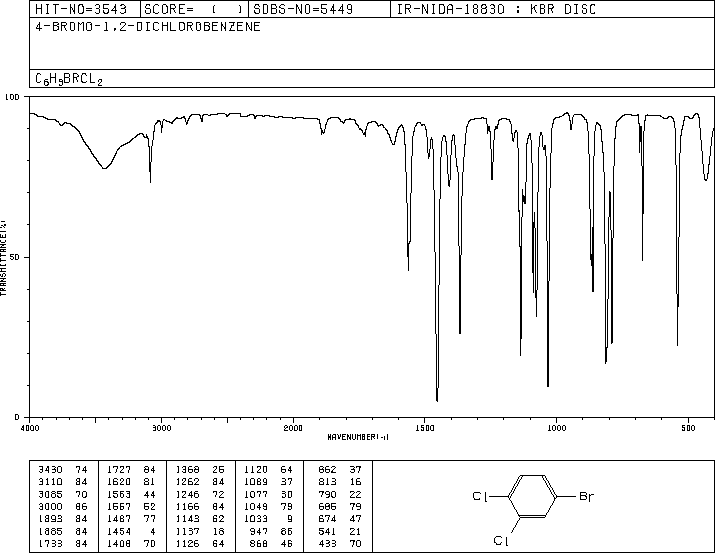 HIT-NO=3543 SCORE= ( ) SDBS-NO=5449 IR-NIDA-18830 : KBR DISC
4-BROMO-1,2-DICHLOROBENZENE
C6H3BRCL2
100
50
0
TRANSMITTANCE(%)
4000 3000 2000 1500 1000 500
WAVENUMBER(-1)
3430 74 1727 84 1368 26 1120 64 862 37
3110 84 1620 81 1262 84 1089 37 813 16
3085 70 1563 44 1246 72 1077 30 790 22
3000 86 1557 52 1166 84 1049 79 686 79
1893 84 1487 77 1143 62 1033 9 674 47
1885 84 1454 4 1137 18 947 86 541 21
1733 84 1408 70 1126 64 868 46 433 70
Cl Br
Cl